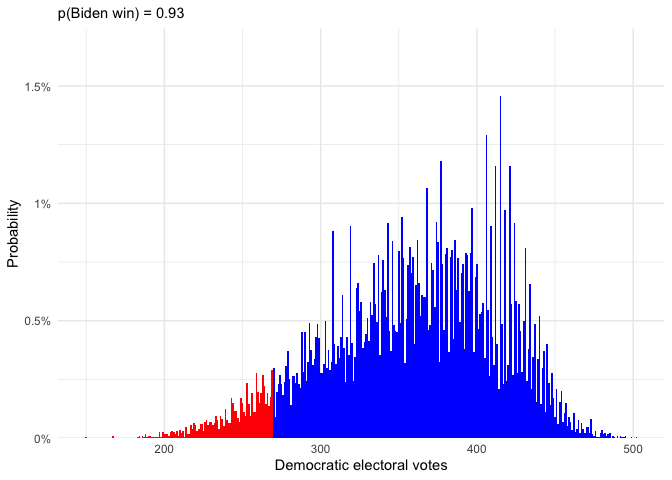 p(Biden win) = 0.93
Probability
1.5%
1%
0.5%
0%
200
300
400
500
Democratic electoral votes